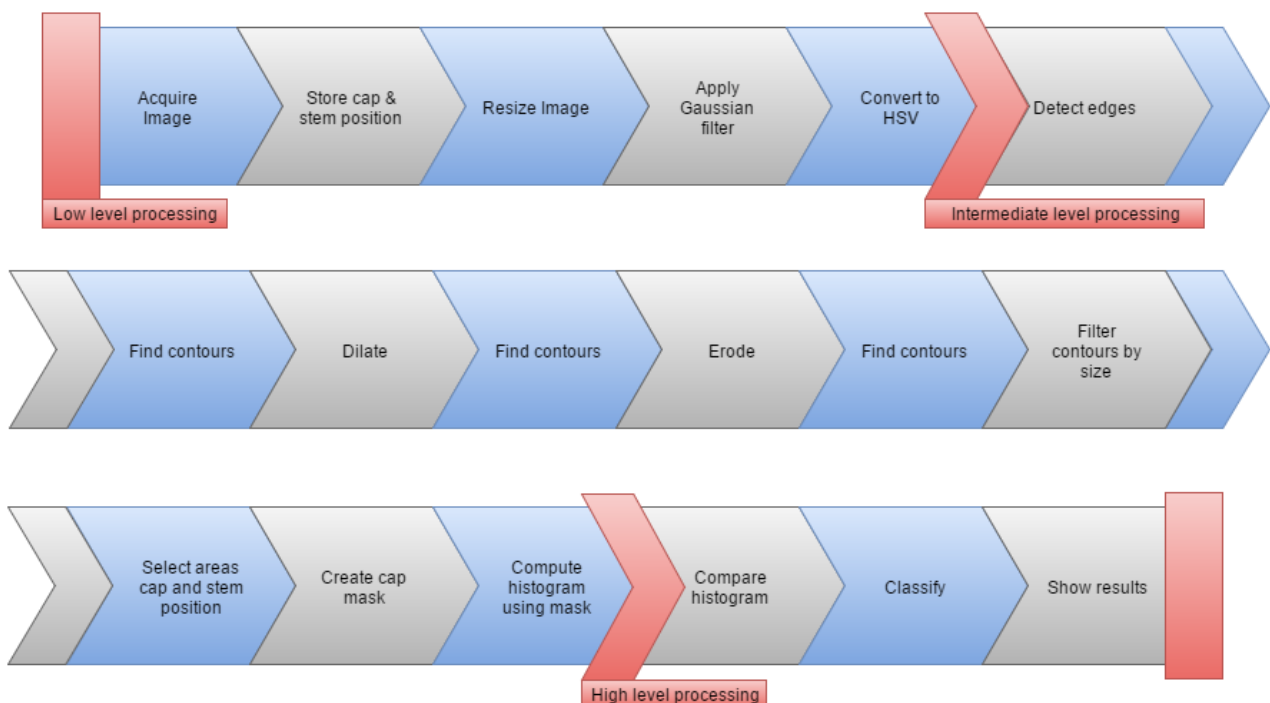 Acquire
Image
Store cap &
stem position
Resize Image
Apply
Gaussian
filter
Convert to
HSV
Detect edges
Low level processing
Intermediate level processing
Find contours
Dilate
Find contours
Erode
Find contours
Filter
contours by
size
Select areas
cap and stem
position
Create cap
mask
Compute
histogram
using mask
Compare
histogram
Classify
Show results
High level processing